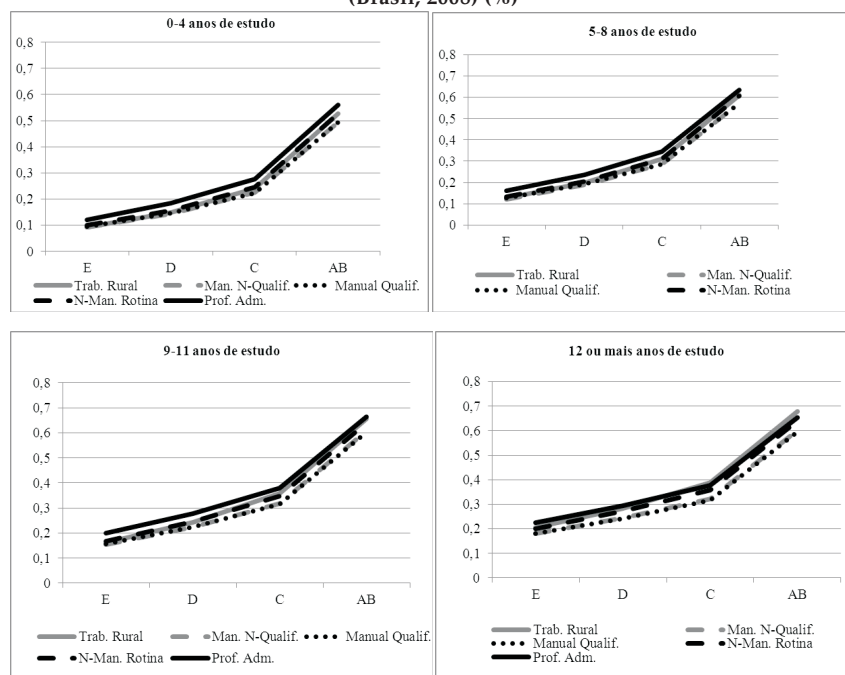 (Brasil, 2008) (%)
0-4 anos de estudo
0,8
0,7
0,6
0,5
0,4
0,3
0,2
0,1
0
E D C AB
Trab. Rural Man. N-Qualif. Manual Qualif.
N-Man. Rotina Prof. Adm.
5-8 anos de estudo
0,8
0,7
0,6
0,5
0,4
0,3
0,2
0,1
0
E D C AB
Trab. Rural Man. N-Qualif.
Manual Qualif. N-Man. Rotina
Prof. Adm.
9-11 anos de estudo
0,8
0,7
0,6
0,5
0,4
0,3
0,2
0,1
0
E D C AB
Trab. Rural Man. N-Qualif. Manual Qualif.
N-Man. Rotina Prof. Adm.
12 ou mais anos de estudo
0,8
0,7
0,6
0,5
0,4
0,3
0,2
0,1
0
E D C AB
Trab. Rural Man. N-Qualif.
Manual Qualif. N-Man. Rotina
Prof. Adm.